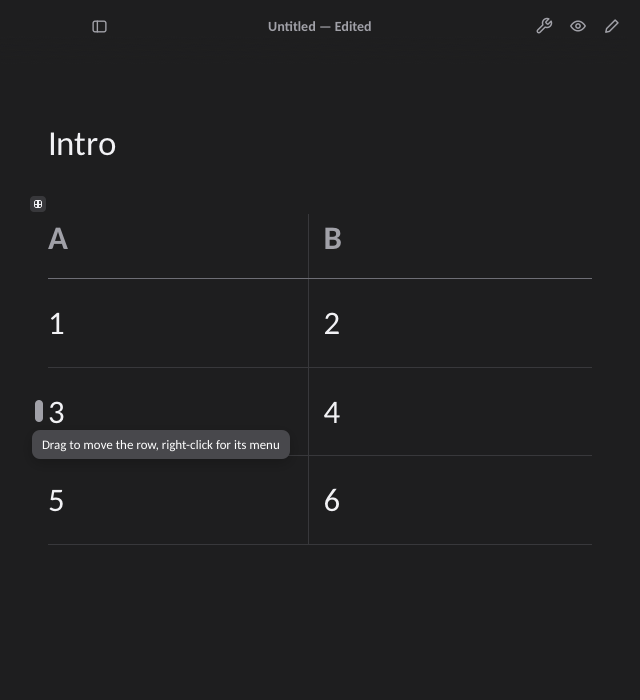 Untitled — Edited
Intro
A B
1 2
3 4
Drag to move the row, right-click for its menu
5 6